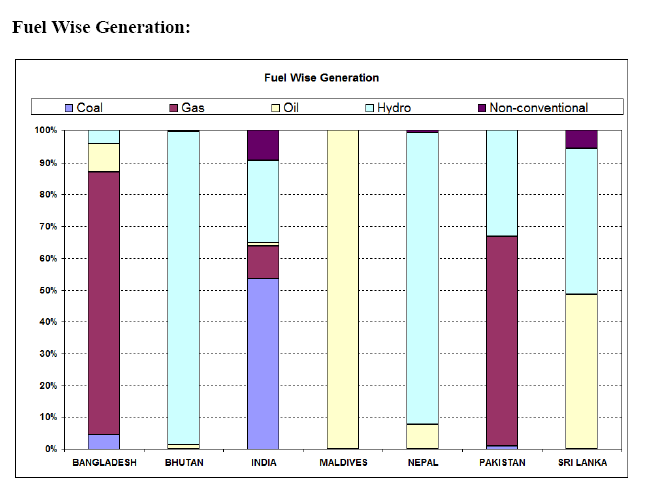 Fuel Wise Generation:
Fuel Wise Generation
Coal Gas Oil Hydro Non-conventional
100%
90%
80%
70%
60%
50%
40%
30%
20%
10%
0%
BANGLADESH BHUTAN INDIA MALDIVES NEPAL PAKISTAN SRI LANKA